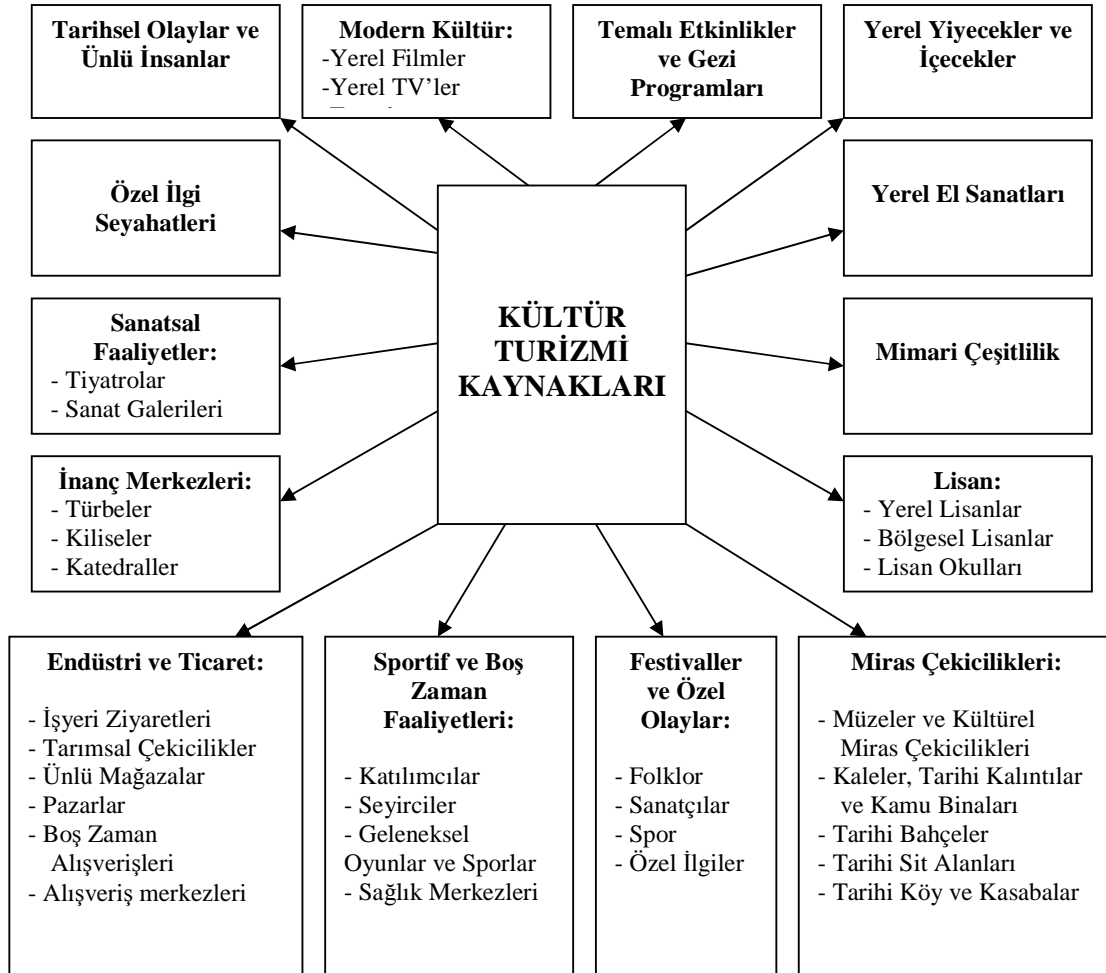 Tarihsel Olaylar ve
Ünlü İnsanlar
Modern Kültür:
-Yerel Filmler
-Yerel TV’ler
Temalı Etkinlikler
ve Gezi
Programları
Yerel Yiyecekler ve
İçecekler
Özel İlgi
Seyahatleri
Yerel El Sanatları
KÜLTÜR
TURİZMİ
KAYNAKLARI
Sanatsal
Faaliyetler:
- Tiyatrolar
- Sanat Galerileri
Mimari Çeşitlilik
İnanç Merkezleri:
- Türbeler
- Kiliseler
- Katedraller
Lisan:
- Yerel Lisanlar
- Bölgesel Lisanlar
- Lisan Okulları
Endüstri ve Ticaret:
- İşyeri Ziyaretleri
- Tarımsal Çekicilikler
- Ünlü Mağazalar
- Pazarlar
- Boş Zaman
Alışverişleri
- Alışveriş merkezleri
Sportif ve Boş
Zaman
Faaliyetleri:
- Katılımcılar
- Seyirciler
- Geleneksel
Oyunlar ve Sporlar
- Sağlık Merkezleri
Festivaller
ve Özel
Olaylar:
- Folklor
- Sanatçılar
- Spor
- Özel İlgiler
Miras Çekicilikleri:
- Müzeler ve Kültürel
Miras Çekicilikleri
- Kaleler, Tarihi Kalıntılar
ve Kamu Binaları
- Tarihi Bahçeler
- Tarihi Sit Alanları
- Tarihi Köy ve Kasabalar